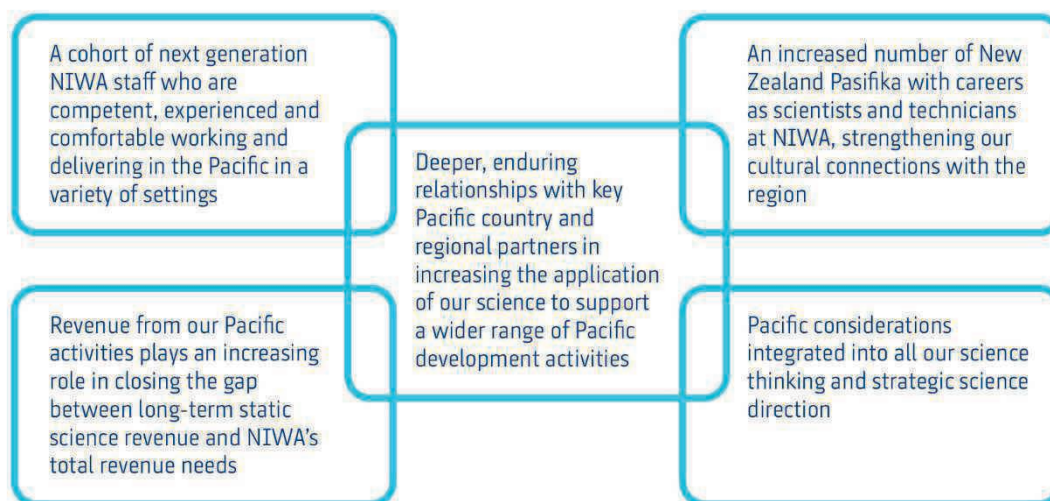 A cohort of next generation
NIWA staff who are
competent, experienced and
comfortable working and
delivering in the Pacific in a
variety of settings
An increased number of New
Zealand Pasifika with careers
as scientists and technicians
at NIWA, strengthening our
cultural connections with the
region
Deeper, enduring
relationships with key
Pacific country and
regional partners in
increasing the application
of our science to support
a wider range of Pacific
development activities
Revenue from our Pacific
activities plays an increasing
role in closing the gap
between long-term static
science revenue and NIWA's
total revenue needs
Pacific considerations
integrated into all our science
thinking and strategic science
direction